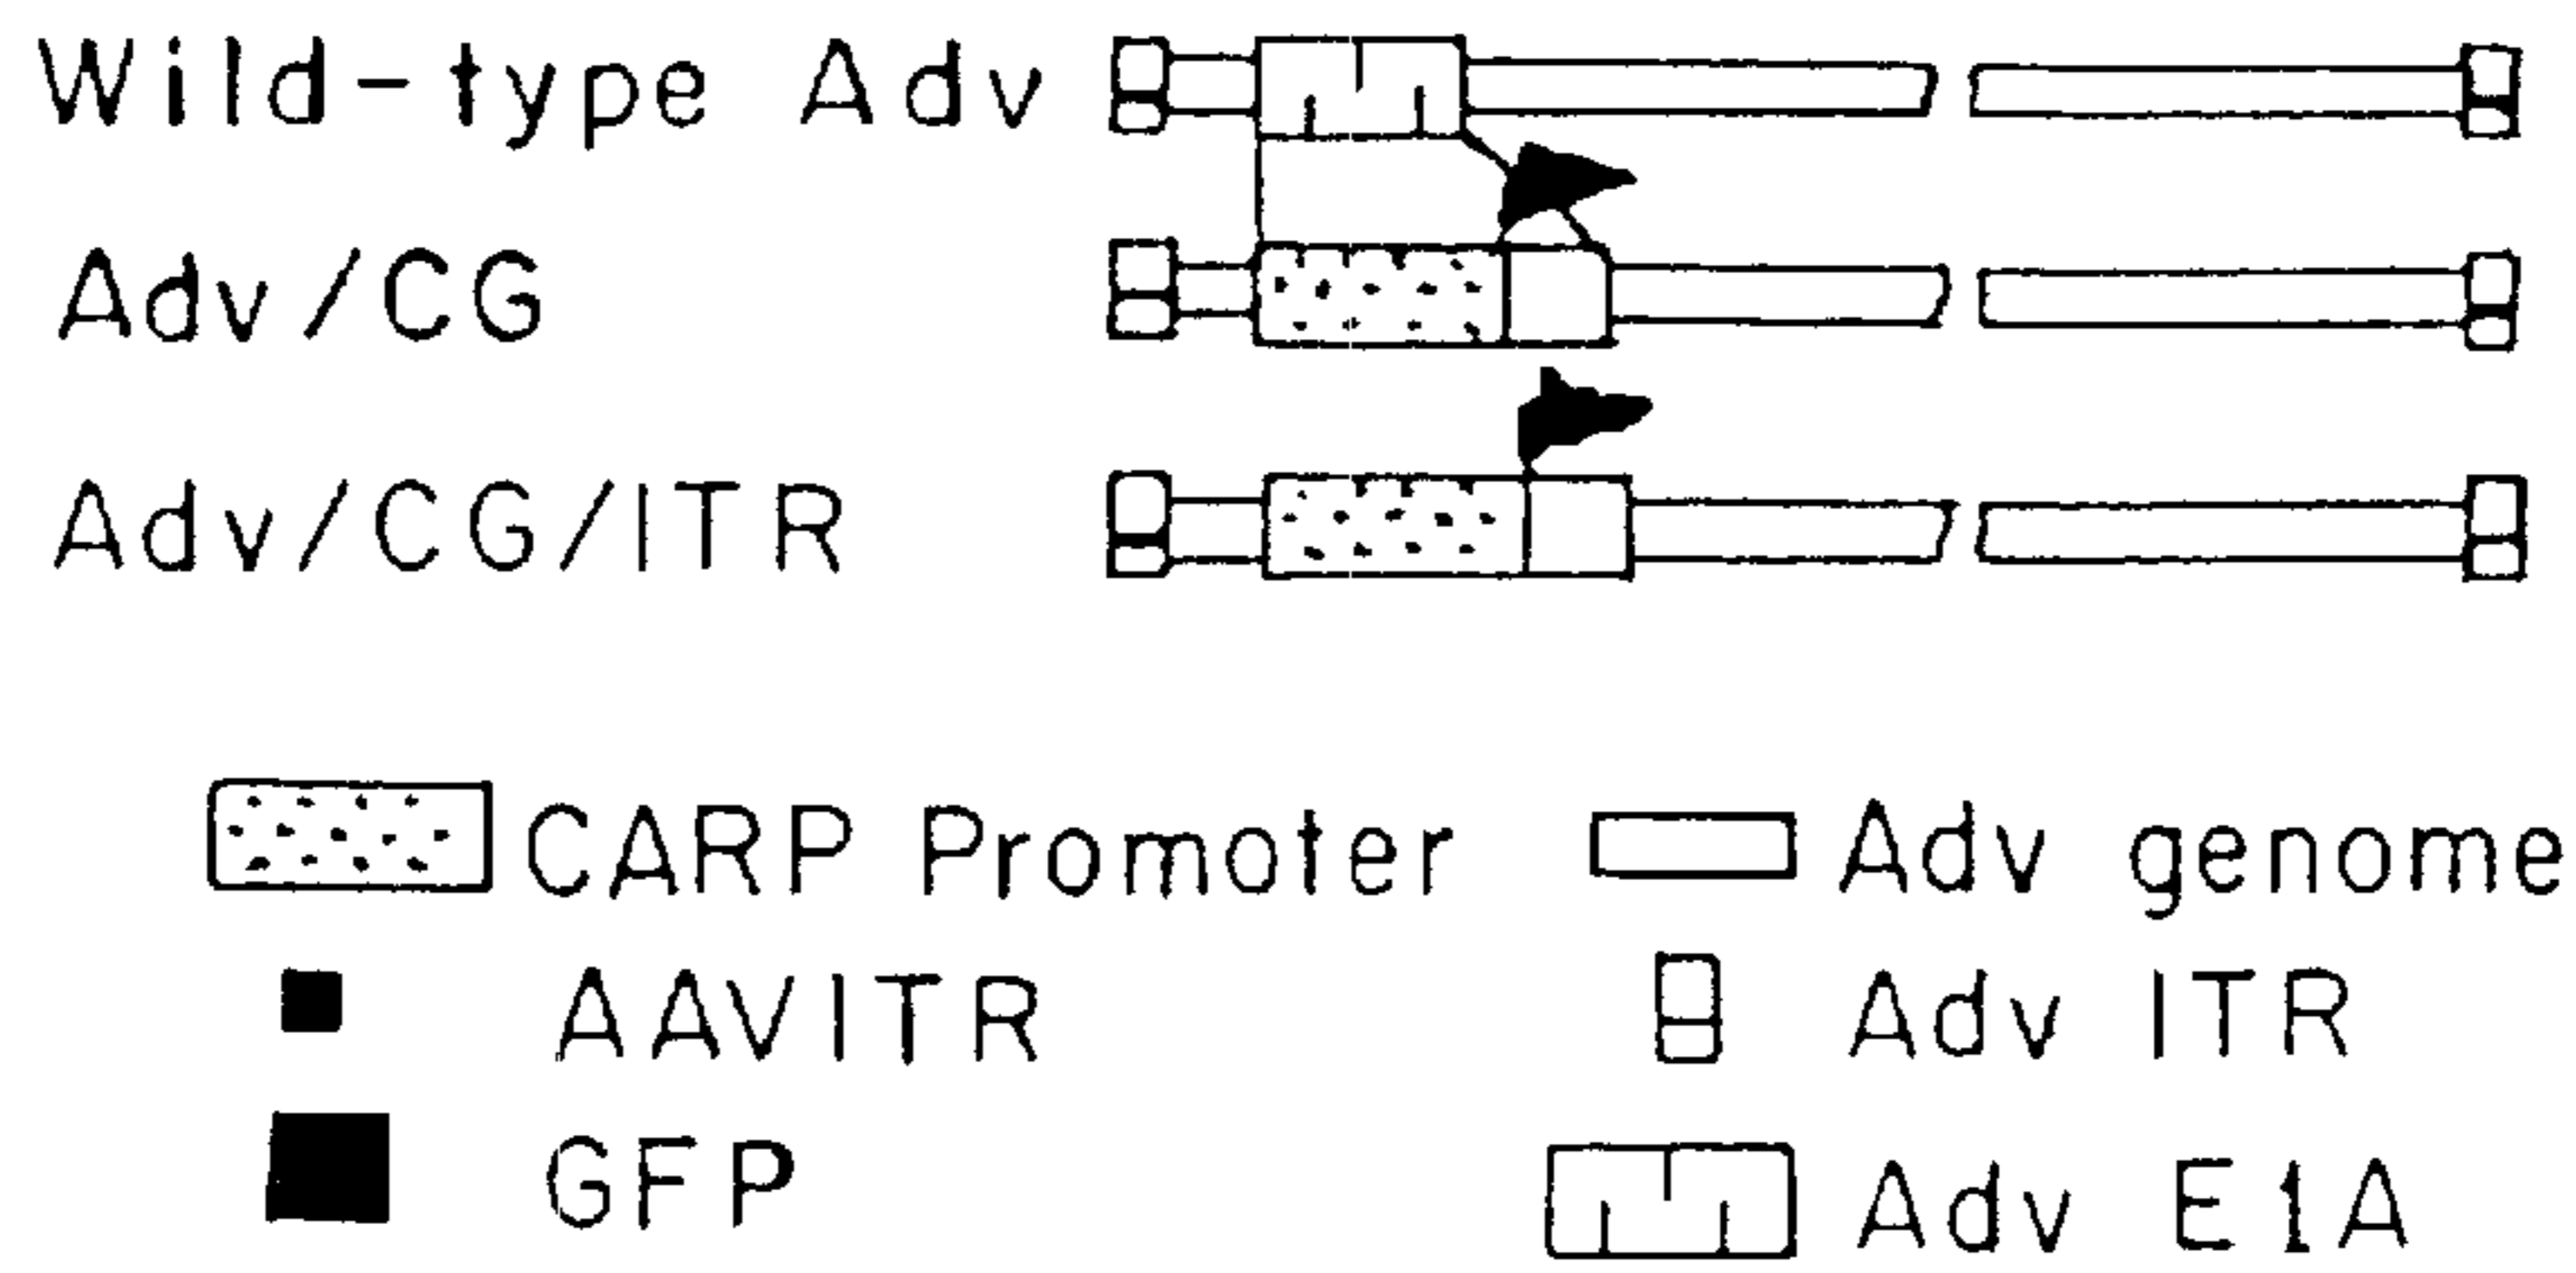 Wild-type Adv
Adv/CG
Adv/CG/ITR
CARP Promoter
Adv genome
AAVITR
Adv ITR
GFP
Adv E1A